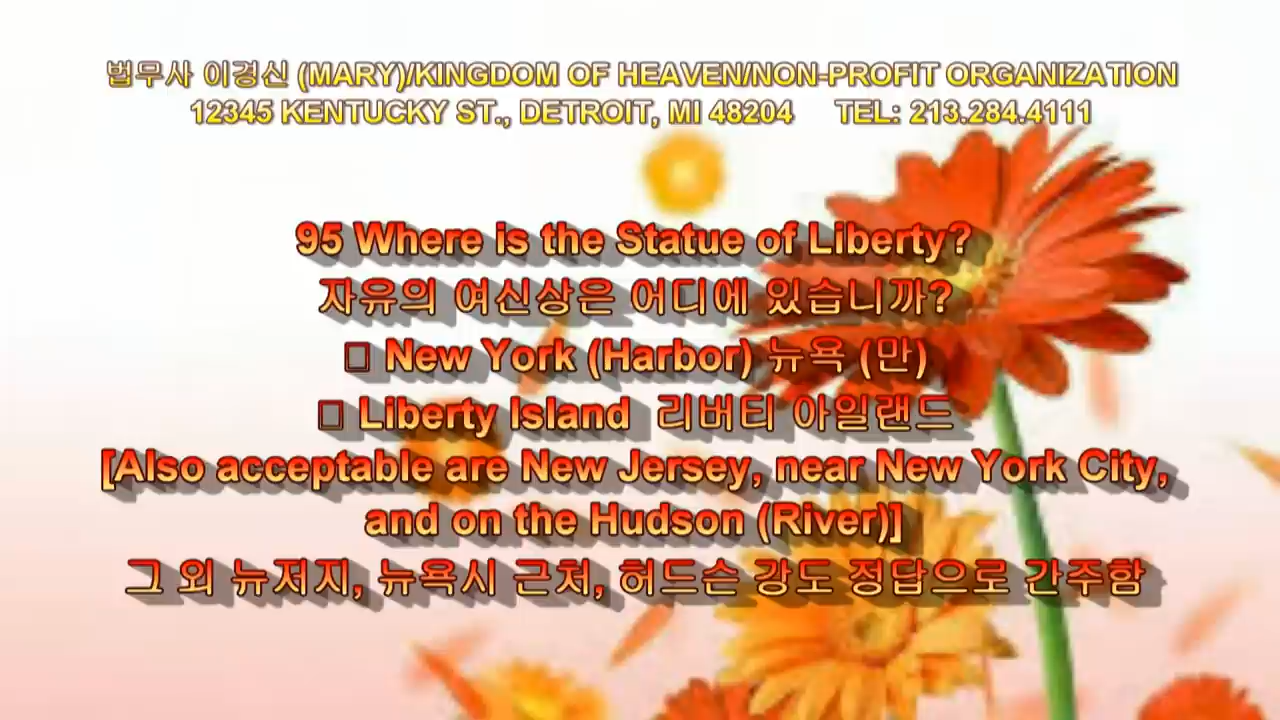 법무사 이경신 (MARY)/KINGDOM OF HEAVEN/NON-PROFIT ORGANIZATION
12345 KENTUCKY ST., DETROIT, MI 48204 TEL: 213.284.4111
95 Where is the Statue of Liberty?
자유의 여신상은 어디에 있습니까?
□ New York (Harbor) 뉴욕 (만)
□ Liberty Island 리버티 아일랜드
[Also acceptable are New Jersey, near New York City,
and on the Hudson (River)]
그 외 뉴저지, 뉴욕시 근처, 허드슨 강도 정답으로 간주함